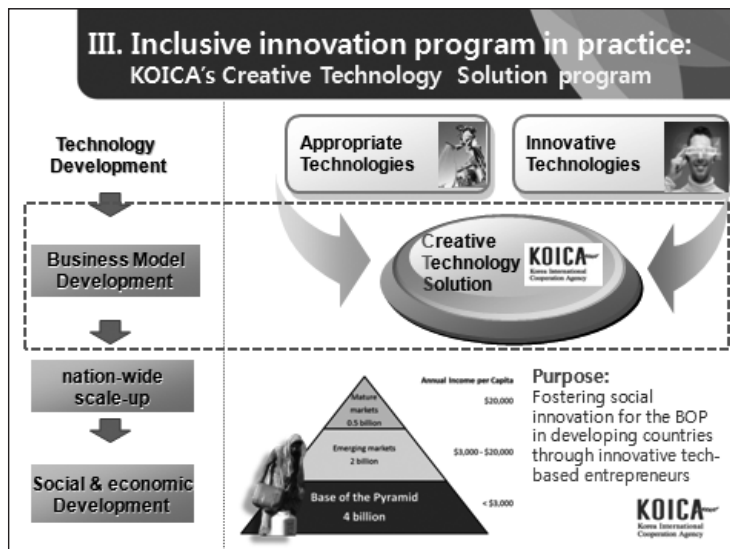 III. Inclusive innovation program in practice:
KOICA's Creative Technology Solution program
Technology
Development
Business Model
Development
nation-wide
scale-up
Social & economic
Development
Appropriate
Technologies
Innovative
Technologies
Creative
Technology
Solution
KOICA
Korea International
Cooperation Agency
Mature
markets
0.5 billion
Emerging markets
2 billion
Base of the Pyramid
4 billion
Annual Income per Capita
$20,000
$3,000 - $20,000
< $3,000
Purpose:
Fostering social
innovation for the BOP
in developing countries
through innovative tech-
based entrepreneurs
KOICA
Korea International
Cooperation Agency